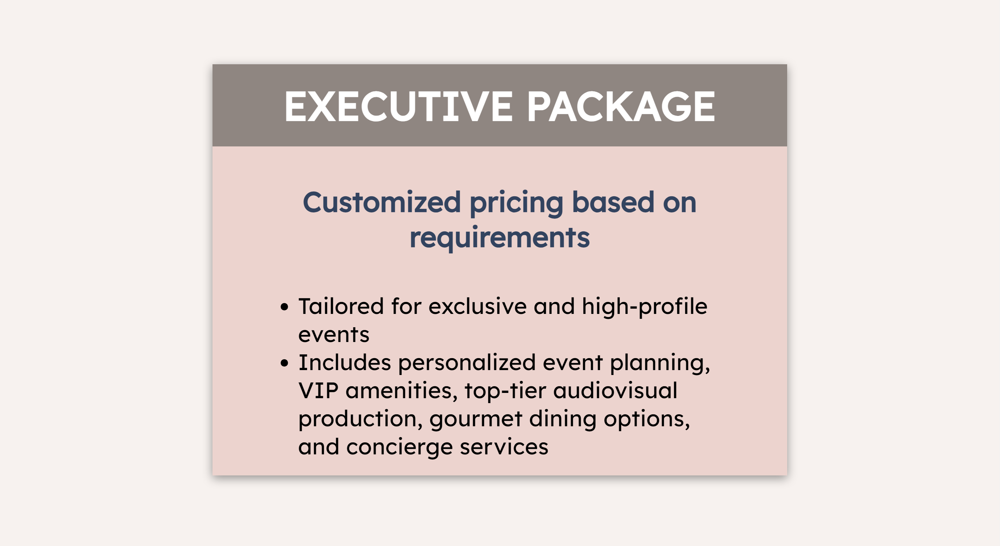 EXECUTIVE PACKAGE
Customized pricing based on
requirements
• Tailored for exclusive and high-profile
events
• Includes personalized event planning,
VIP amenities, top-tier audiovisual
production, gourmet dining options,
and concierge services